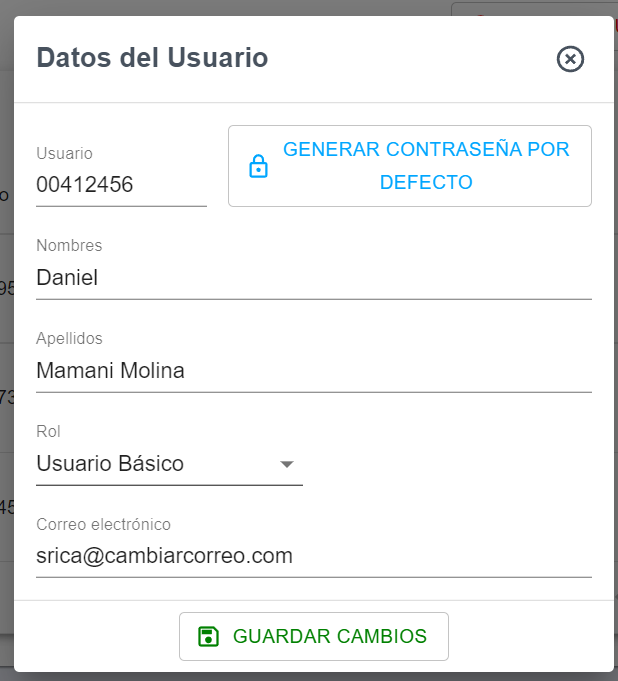 Datos del Usuario
Usuario
00412456
GENERAR CONTRASEÑA POR
DEFECTO
Nombres
Daniel
Apellidos
Mamani Molina
Rol
Usuario Básico
Correo electrónico
srica@cambiarcorreo.com
GUARDAR CAMBIOS